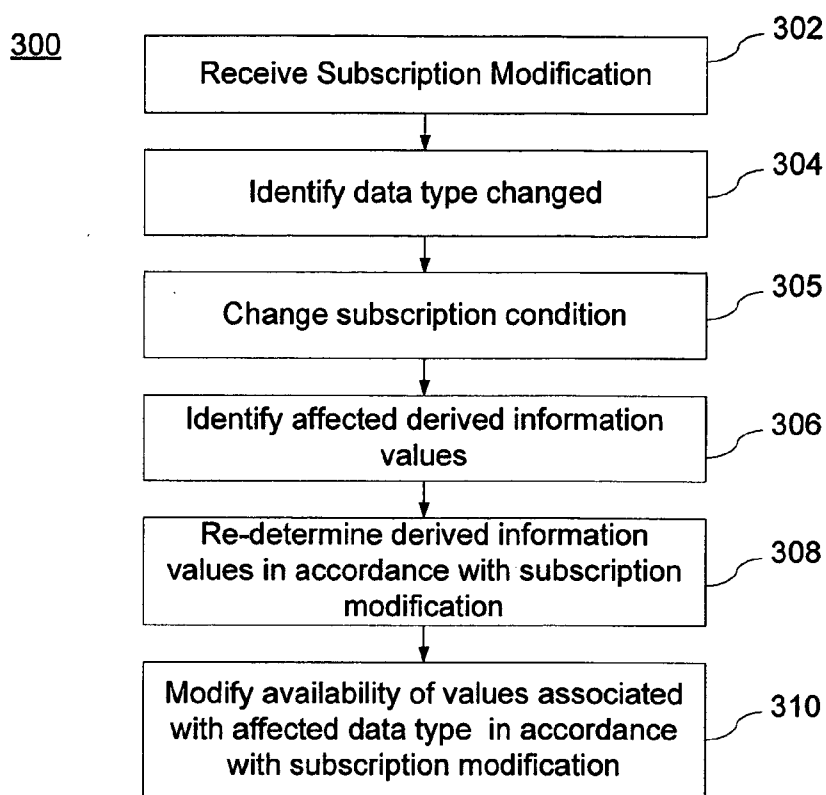 300
302
Receive Subscription Modification
304
Identify data type changed
305
Change subscription condition
Identify affected derived information
values
306
Re-determine derived information
values in accordance with subscription
modification
308
Modify availability of values associated
with affected data type in accordance
with subscription modification
310